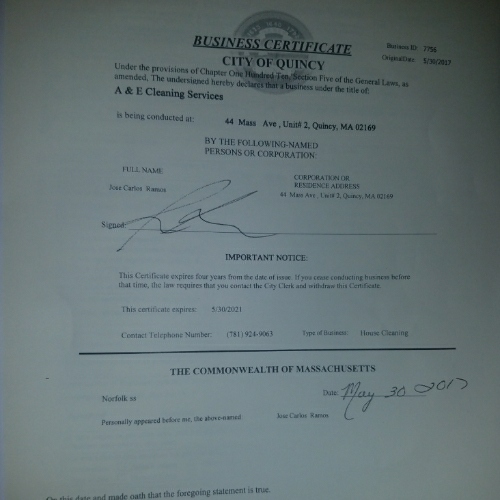 BUSINESS CERTIFICATE
Business ID: 7756
CITY OF QUINCY
Original Date: 5/30/2017
Under the provisions of Chapter One Hundred Ten, Section Five of the General Laws, as
amended, The undersigned hereby declares that a business under the title of:
A & E Cleaning Services
is being conducted at: 44 Mass Ave , Unit# 2, Quincy, MA 02169
BY THE FOLLOWING-NAMED
PERSONS OR CORPORATION:
FULL NAME
CORPORATION OR
RESIDENCE ADDRESS
Jose Carlos Ramos
44 Mass Ave , Unit# 2, Quincy, MA 02169
Signed:
IMPORTANT NOTICE:
This Certificate expires four years from the date of issue. If you cease conducting business before
that time, the law requires that you contact the City Clerk and withdraw this Certificate.
This certificate expires: 5/30/2021
Contact Telephone Number: (781) 924-9063 Type of Business: House Cleaning
THE COMMONWEALTH OF MASSACHUSETTS
Norfolk ss Date: May 30 2017
Personally appeared before me, the above-named Jose Carlos Ramos
On this date and made oath that the foregoing statement is true.